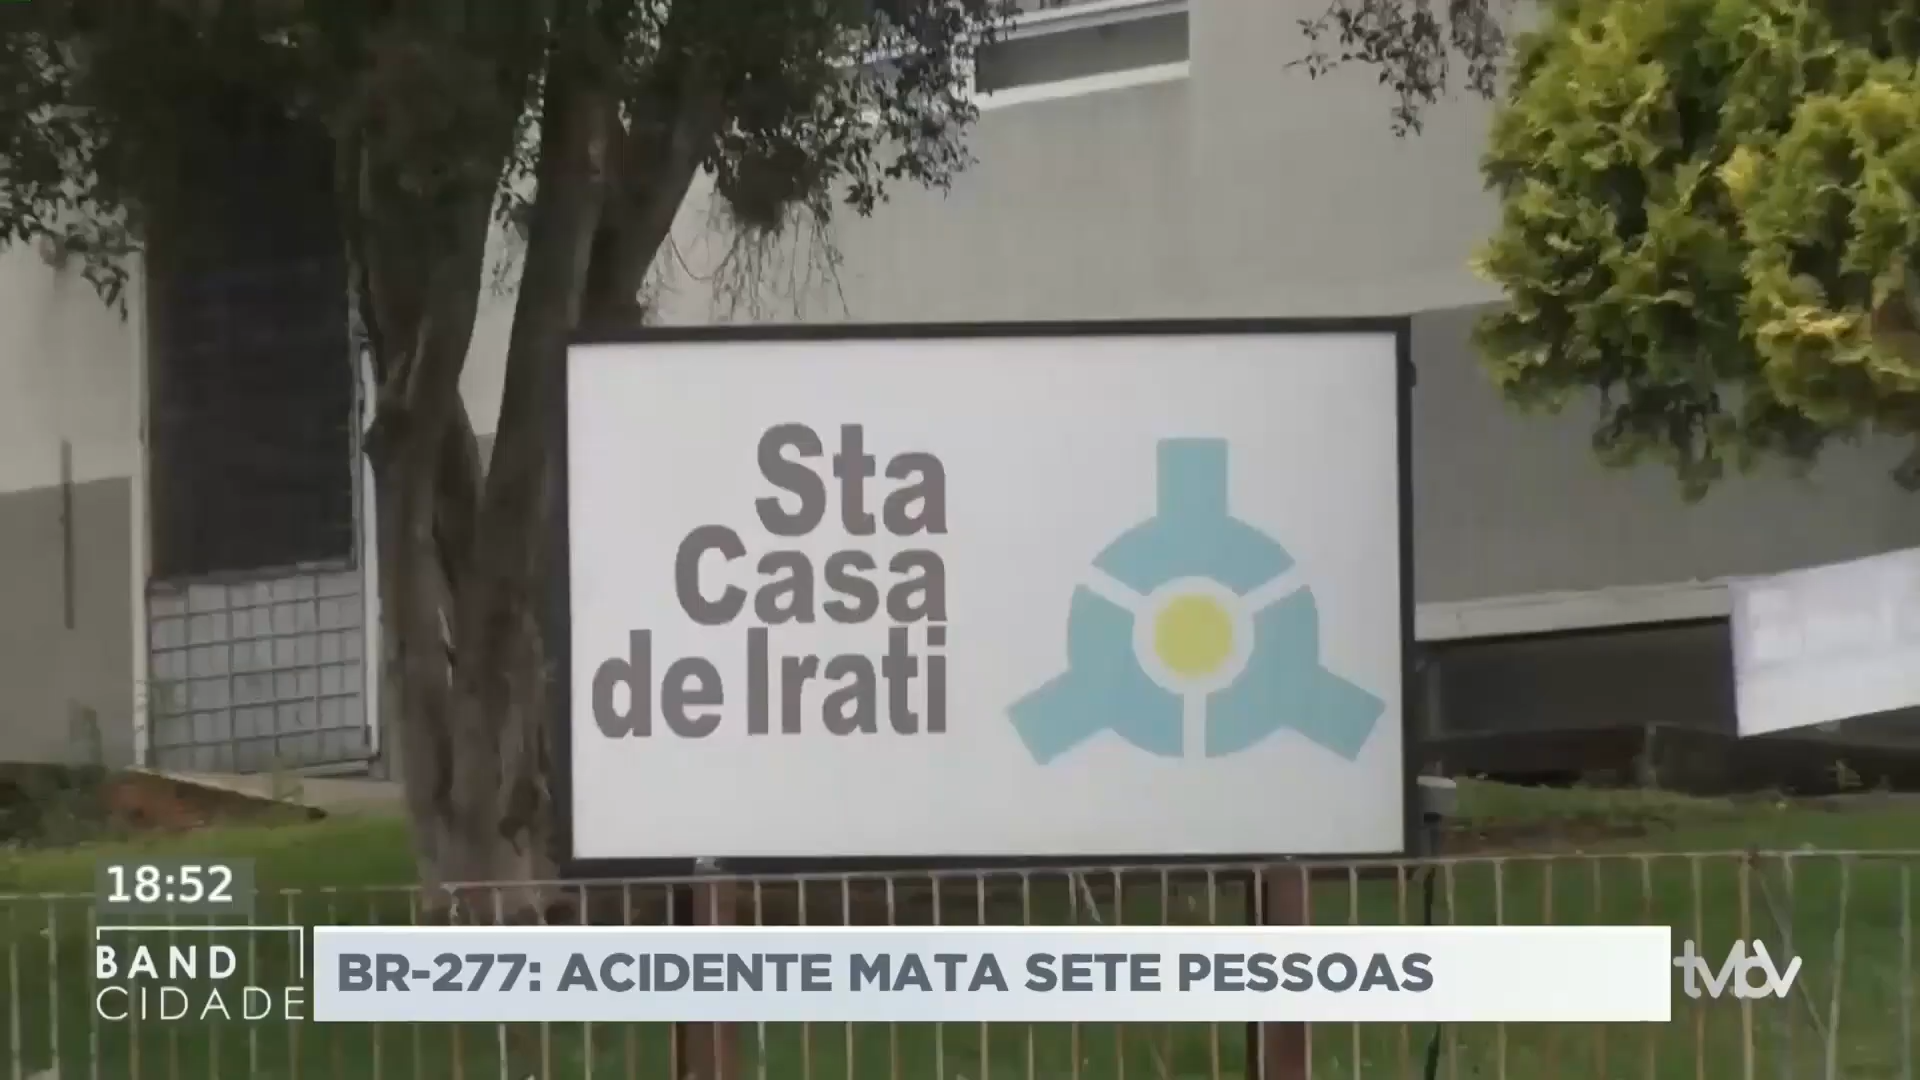 Sta
Casa
de Irati
18:52
BAND
CIDADE
BR-277: ACIDENTE MATA SETE PESSOAS
tvbv